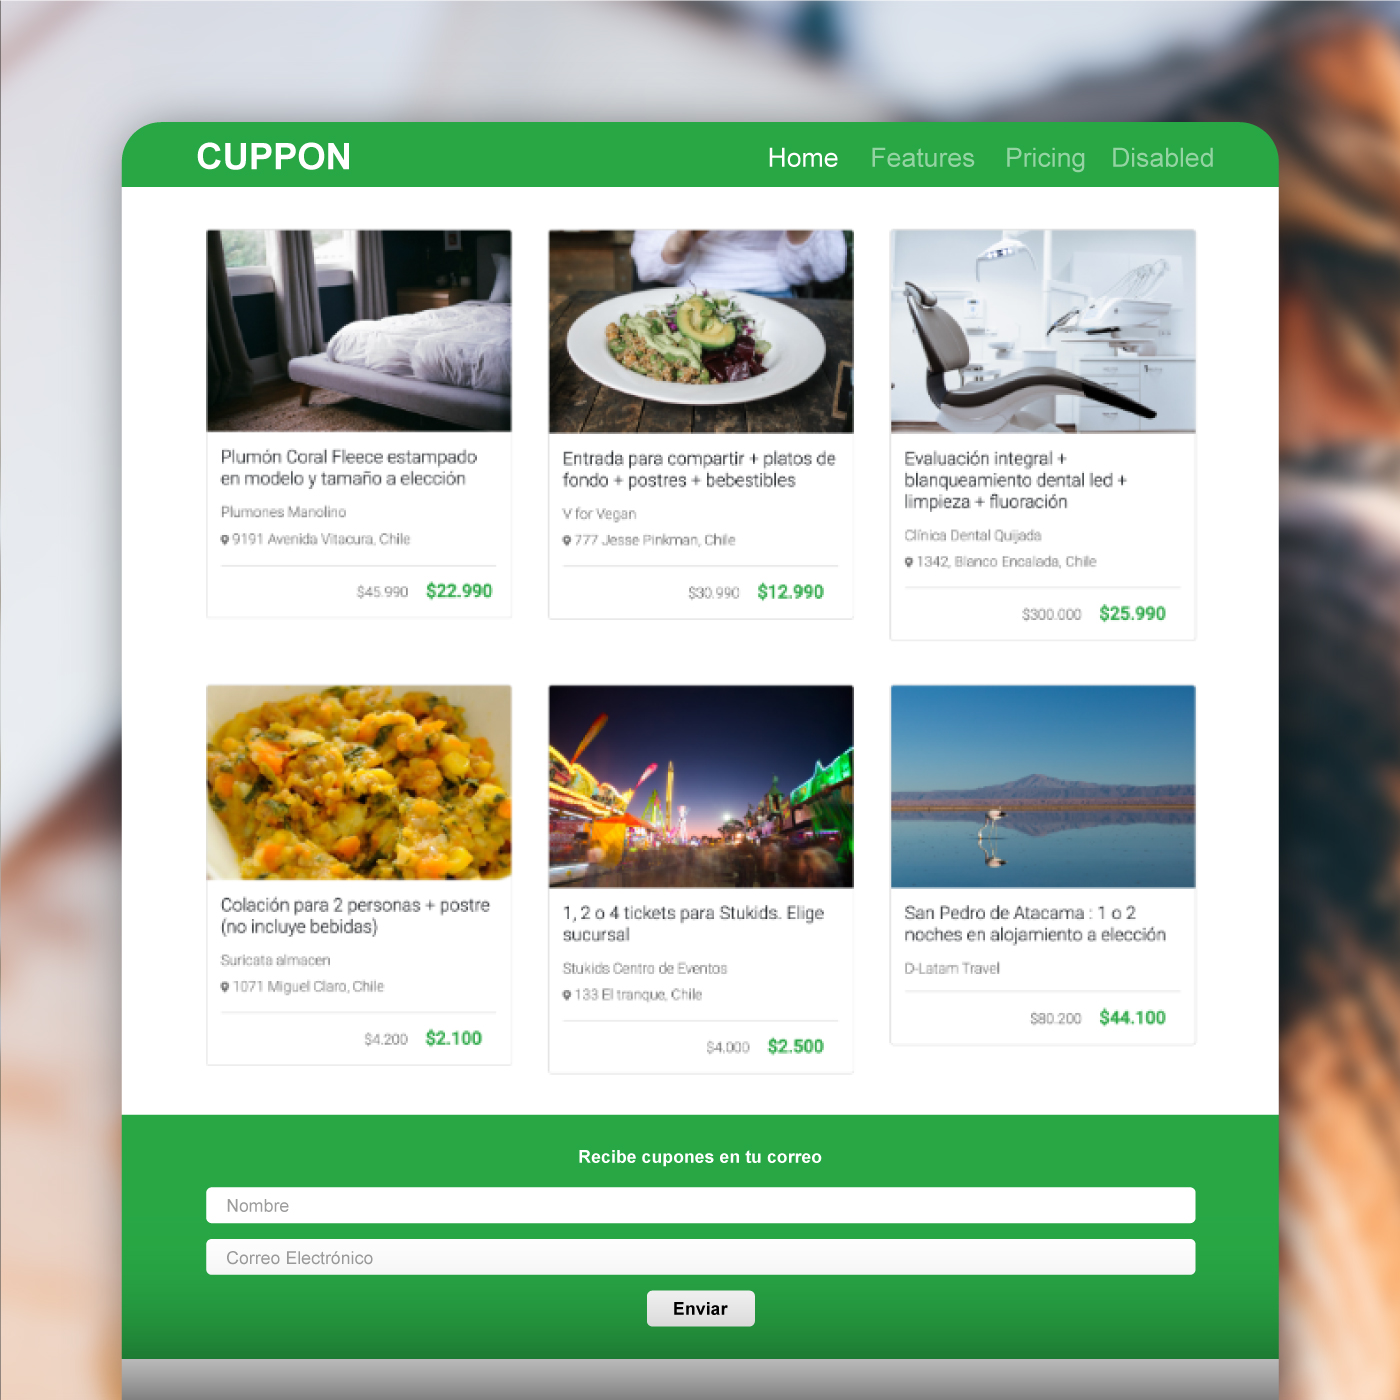 CUPPON
Home Features Pricing Disabled
Plumón Coral Fleece estampado
en modelo y tamaño a elección
Plumones Manolino
9191 Avenida Vitacura, Chile
$45.990 $22.990
Entrada para compartir + platos de
fondo + postres + bebestibles
V for Vegan
777 Jesse Pinkman, Chile
$30.990 $12.990
Evaluación integral +
blanqueamiento dental led +
limpieza + fluoración
Clínica Dental Quijada
1342, Blanco Encalada, Chile
$300.000 $25.990
Colación para 2 personas + postre
(no incluye bebidas)
Suricata almacen
1071 Miguel Claro, Chile
$4.200 $2.100
1, 2 o 4 tickets para Stukids. Elige
sucursal
Stukids Centro de Eventos
133 El tranque, Chile
$4.000 $2.500
San Pedro de Atacama : 1 o 2
noches en alojamiento a elección
D-Latam Travel
$80.200 $44.100
Recibe cupones en tu correo
Nombre
Correo Electrónico
Enviar